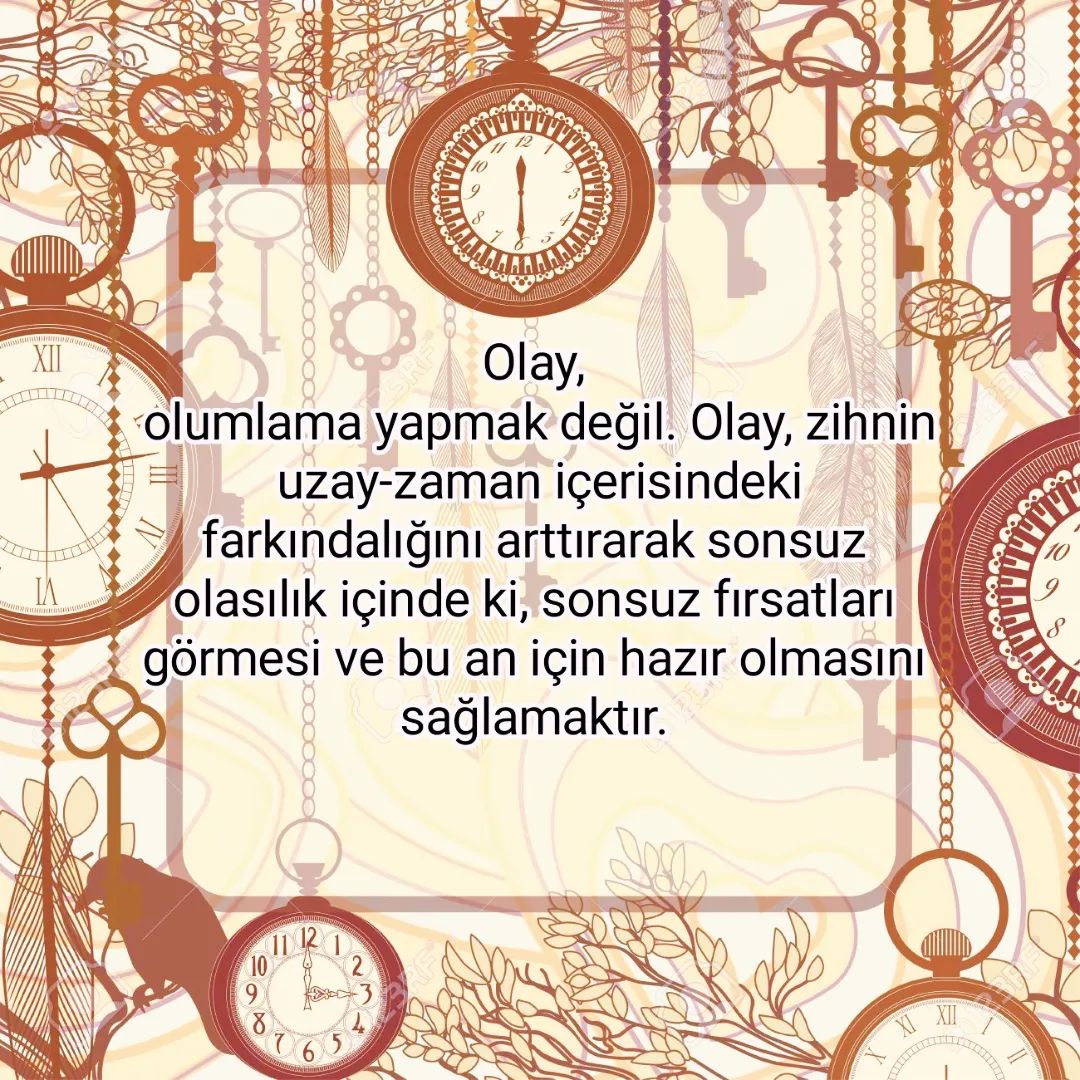 Olay,
olumlama yapmak değil. Olay, zihnin
uzay-zaman içerisindeki
farkındalığını arttırarak sonsuz
olasılık içinde ki, sonsuz fırsatları
görmesi ve bu an için hazır olmasını
sağlamaktır.